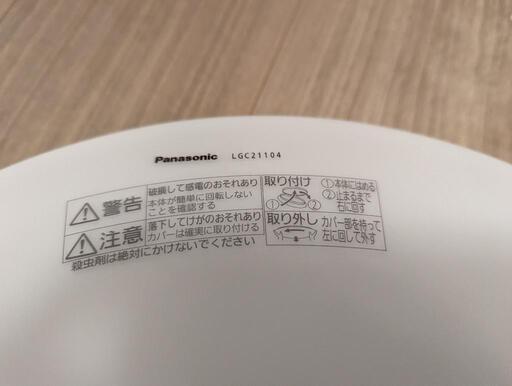 Panasonic LGC21104
警告
破損して感電のおそれあり
本体が簡単に回転しない
ことを確認する
注意
落下してけがのおそれあり
カバーは確実に取り付ける
殺虫剤は絶対にかけないでください
取り付け
① ②
①本体にはめる
②止まるまで
右に回す
取り外し
カバー部を持って
左に回して外す